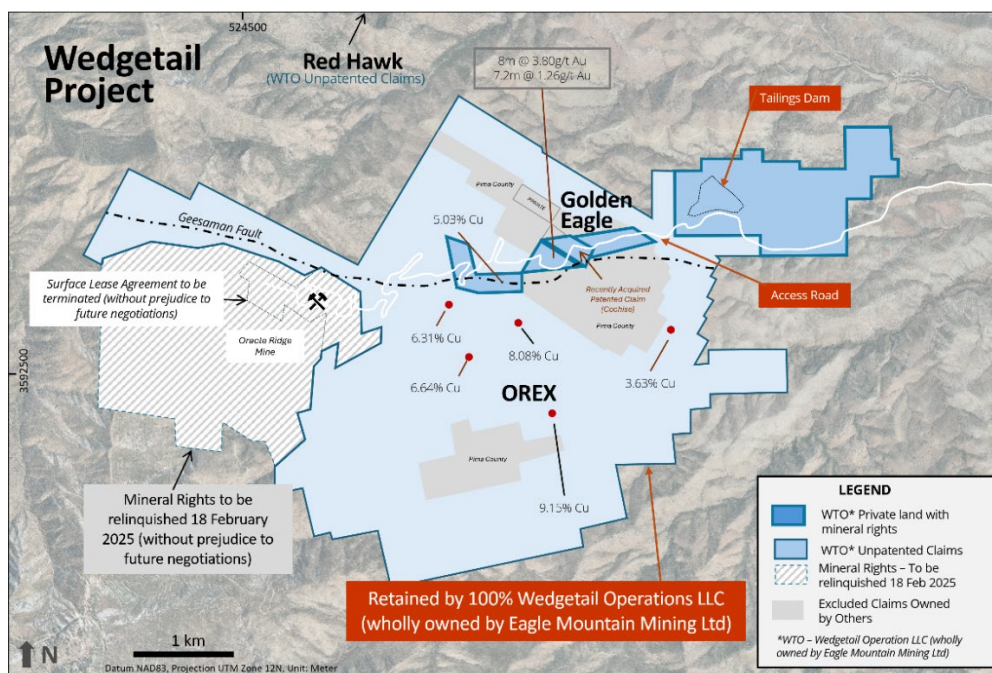 524500
Wedgetail
Project
Red Hawk
(WTO Unpatented Claims)
8m @ 3.80g/t Au
7.2m @ 1.26g/t Au
Tailings Dam
Pima County
PRIVATE
Golden
Eagle
5.03% Cu
Geesaman Fault
Surface Lease Agreement to be
terminated (without prejudice to
future negotiations)
Oracle Ridge
Mine
Recently Acquired
Patented Claim
(Cochise)
Pima County
Access Road
3592500
6.31% Cu
8.08% Cu
6.64% Cu
3.63% Cu
OREX
Pima County
9.15% Cu
Mineral Rights to be
relinquished 18 February
2025 (without prejudice to
future negotiations)
Retained by 100% Wedgetail Operations LLC
(wholly owned by Eagle Mountain Mining Ltd)
LEGEND
WTO* Private land with
mineral rights
WTO* Unpatented Claims
Mineral Rights – To be
relinquished 18 Feb 2025
Excluded Claims Owned
by Others
*WTO – Wedgetail Operation LLC (wholly
owned by Eagle Mountain Mining Ltd)
N
1 km
Datum NAD83, Projection UTM Zone 12N, Unit: Meter